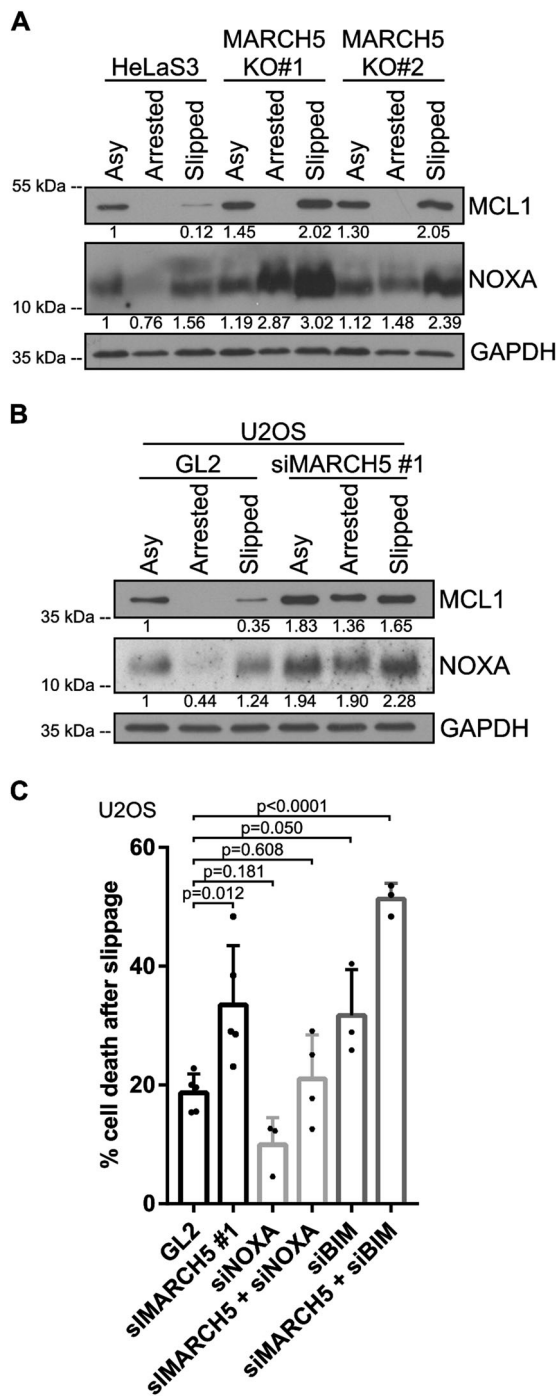 A
HeLaS3
MARCH5
KO#1
MARCH5
KO#2
Asy
Arrested
Slipped
Asy
Arrested
Slipped
Asy
Arrested
Slipped
55 kDa --
MCL1
1 0.12 1.45 2.02 1.30 2.05
NOXA
10 kDa --
1 0.76 1.56 1.19 2.87 3.02 1.12 1.48 2.39
35 kDa --
GAPDH
B
U2OS
GL2 siMARCH5 #1
Asy
Arrested
Slipped
Asy
Arrested
Slipped
MCL1
35 kDa --
1 0.35 1.83 1.36 1.65
NOXA
10 kDa --
1 0.44 1.24 1.94 1.90 2.28
35 kDa --
GAPDH
C
U2OS
p<0.0001
p=0.050
p=0.608
p=0.181
p=0.012
% cell death after slippage
60
40
20
0
GL2
siMARCH5 #1
siNOXA
siMARCH5 + siNOXA
siBIM
siMARCH5 + siBIM